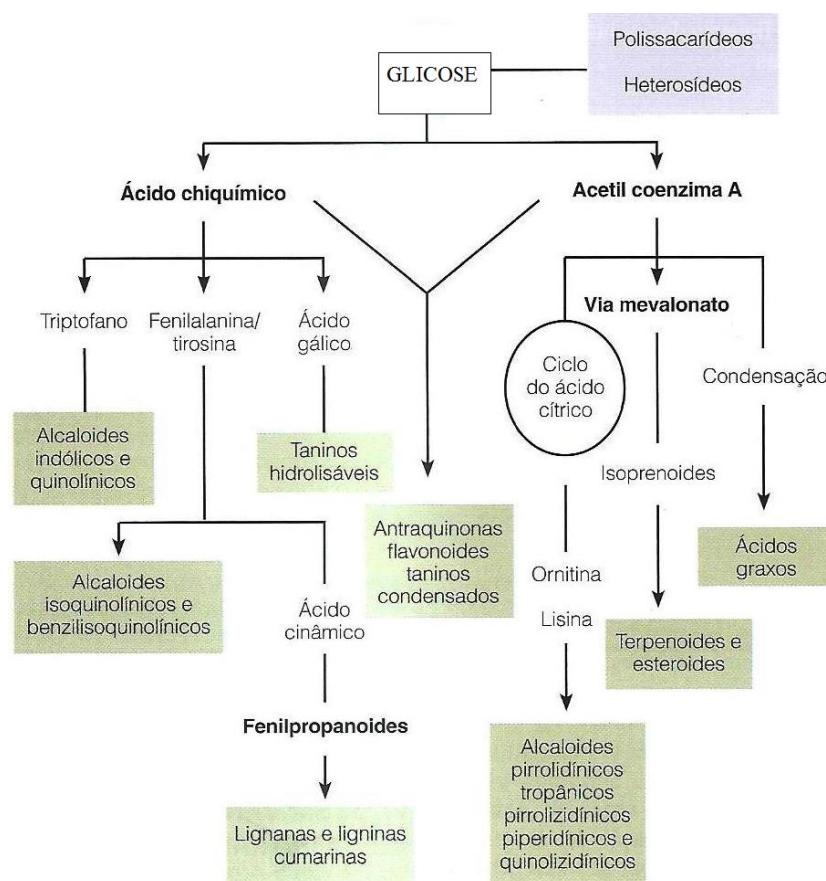 GLICOSE
Polissacarídeos
Heterosídeos
Ácido chiquímico
Acetil coenzima A
Triptofano
Fenilalanina/
tirosina
Ácido
gálico
Via mevalonato
Ciclo
do ácido
cítrico
Condensação
Alcaloides
indólicos e
quinolínicos
Taninos
hidrolisáveis
Isoprenoides
Antraquinonas
flavonoides
taninos
condensados
Ácidos
graxos
Alcaloides
isoquinolínicos e
benzilisoquinolínicos
Ácido
cinâmico
Ornitina
Lisina
Terpenoides e
esteroides
Fenilpropanoides
Alcaloides
pirrolidínicos
tropânicos
pirrolizidínicos
piperidínicos e
quinolizidínicos
Lignanas e ligninas
cumarinas